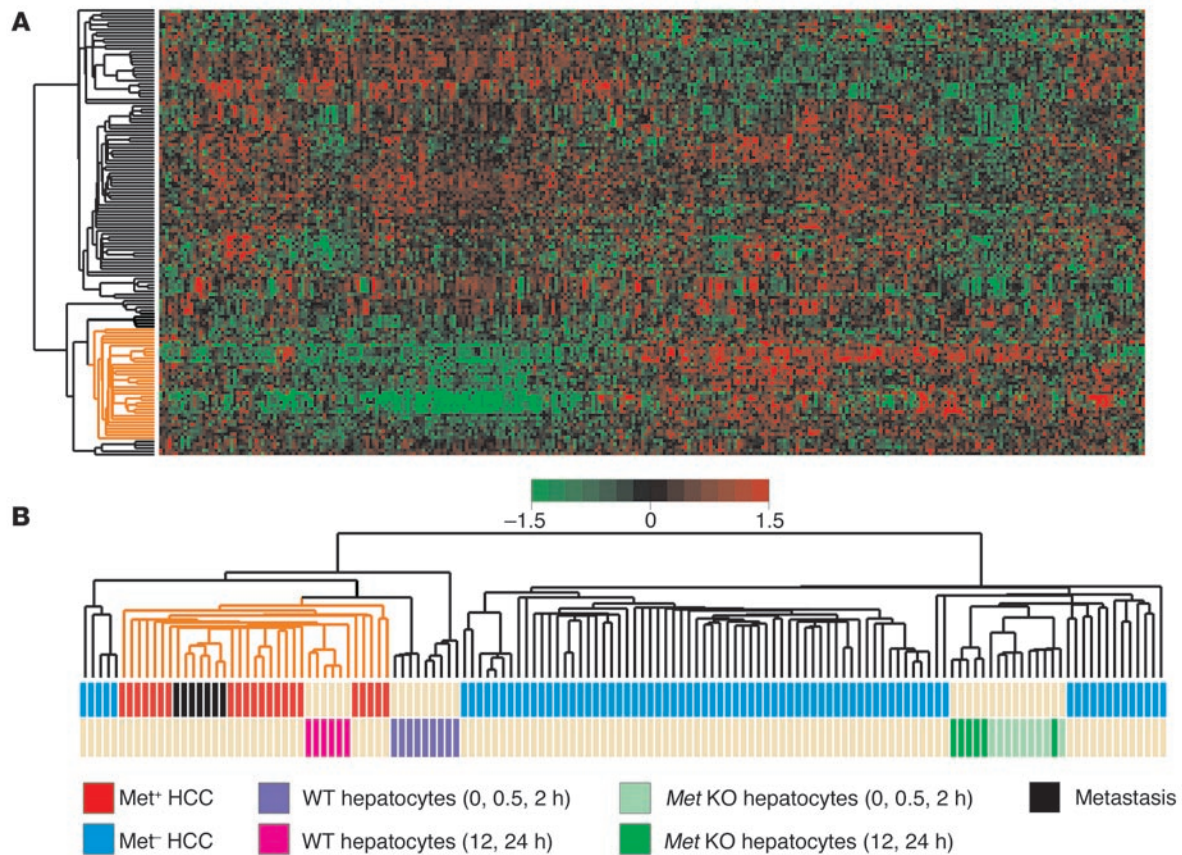 A
−1.5 0 1.5
B
Met⁺ HCC WT hepatocytes (0, 0.5, 2 h) Met KO hepatocytes (0, 0.5, 2 h) Metastasis
Met⁻ HCC WT hepatocytes (12, 24 h) Met KO hepatocytes (12, 24 h)